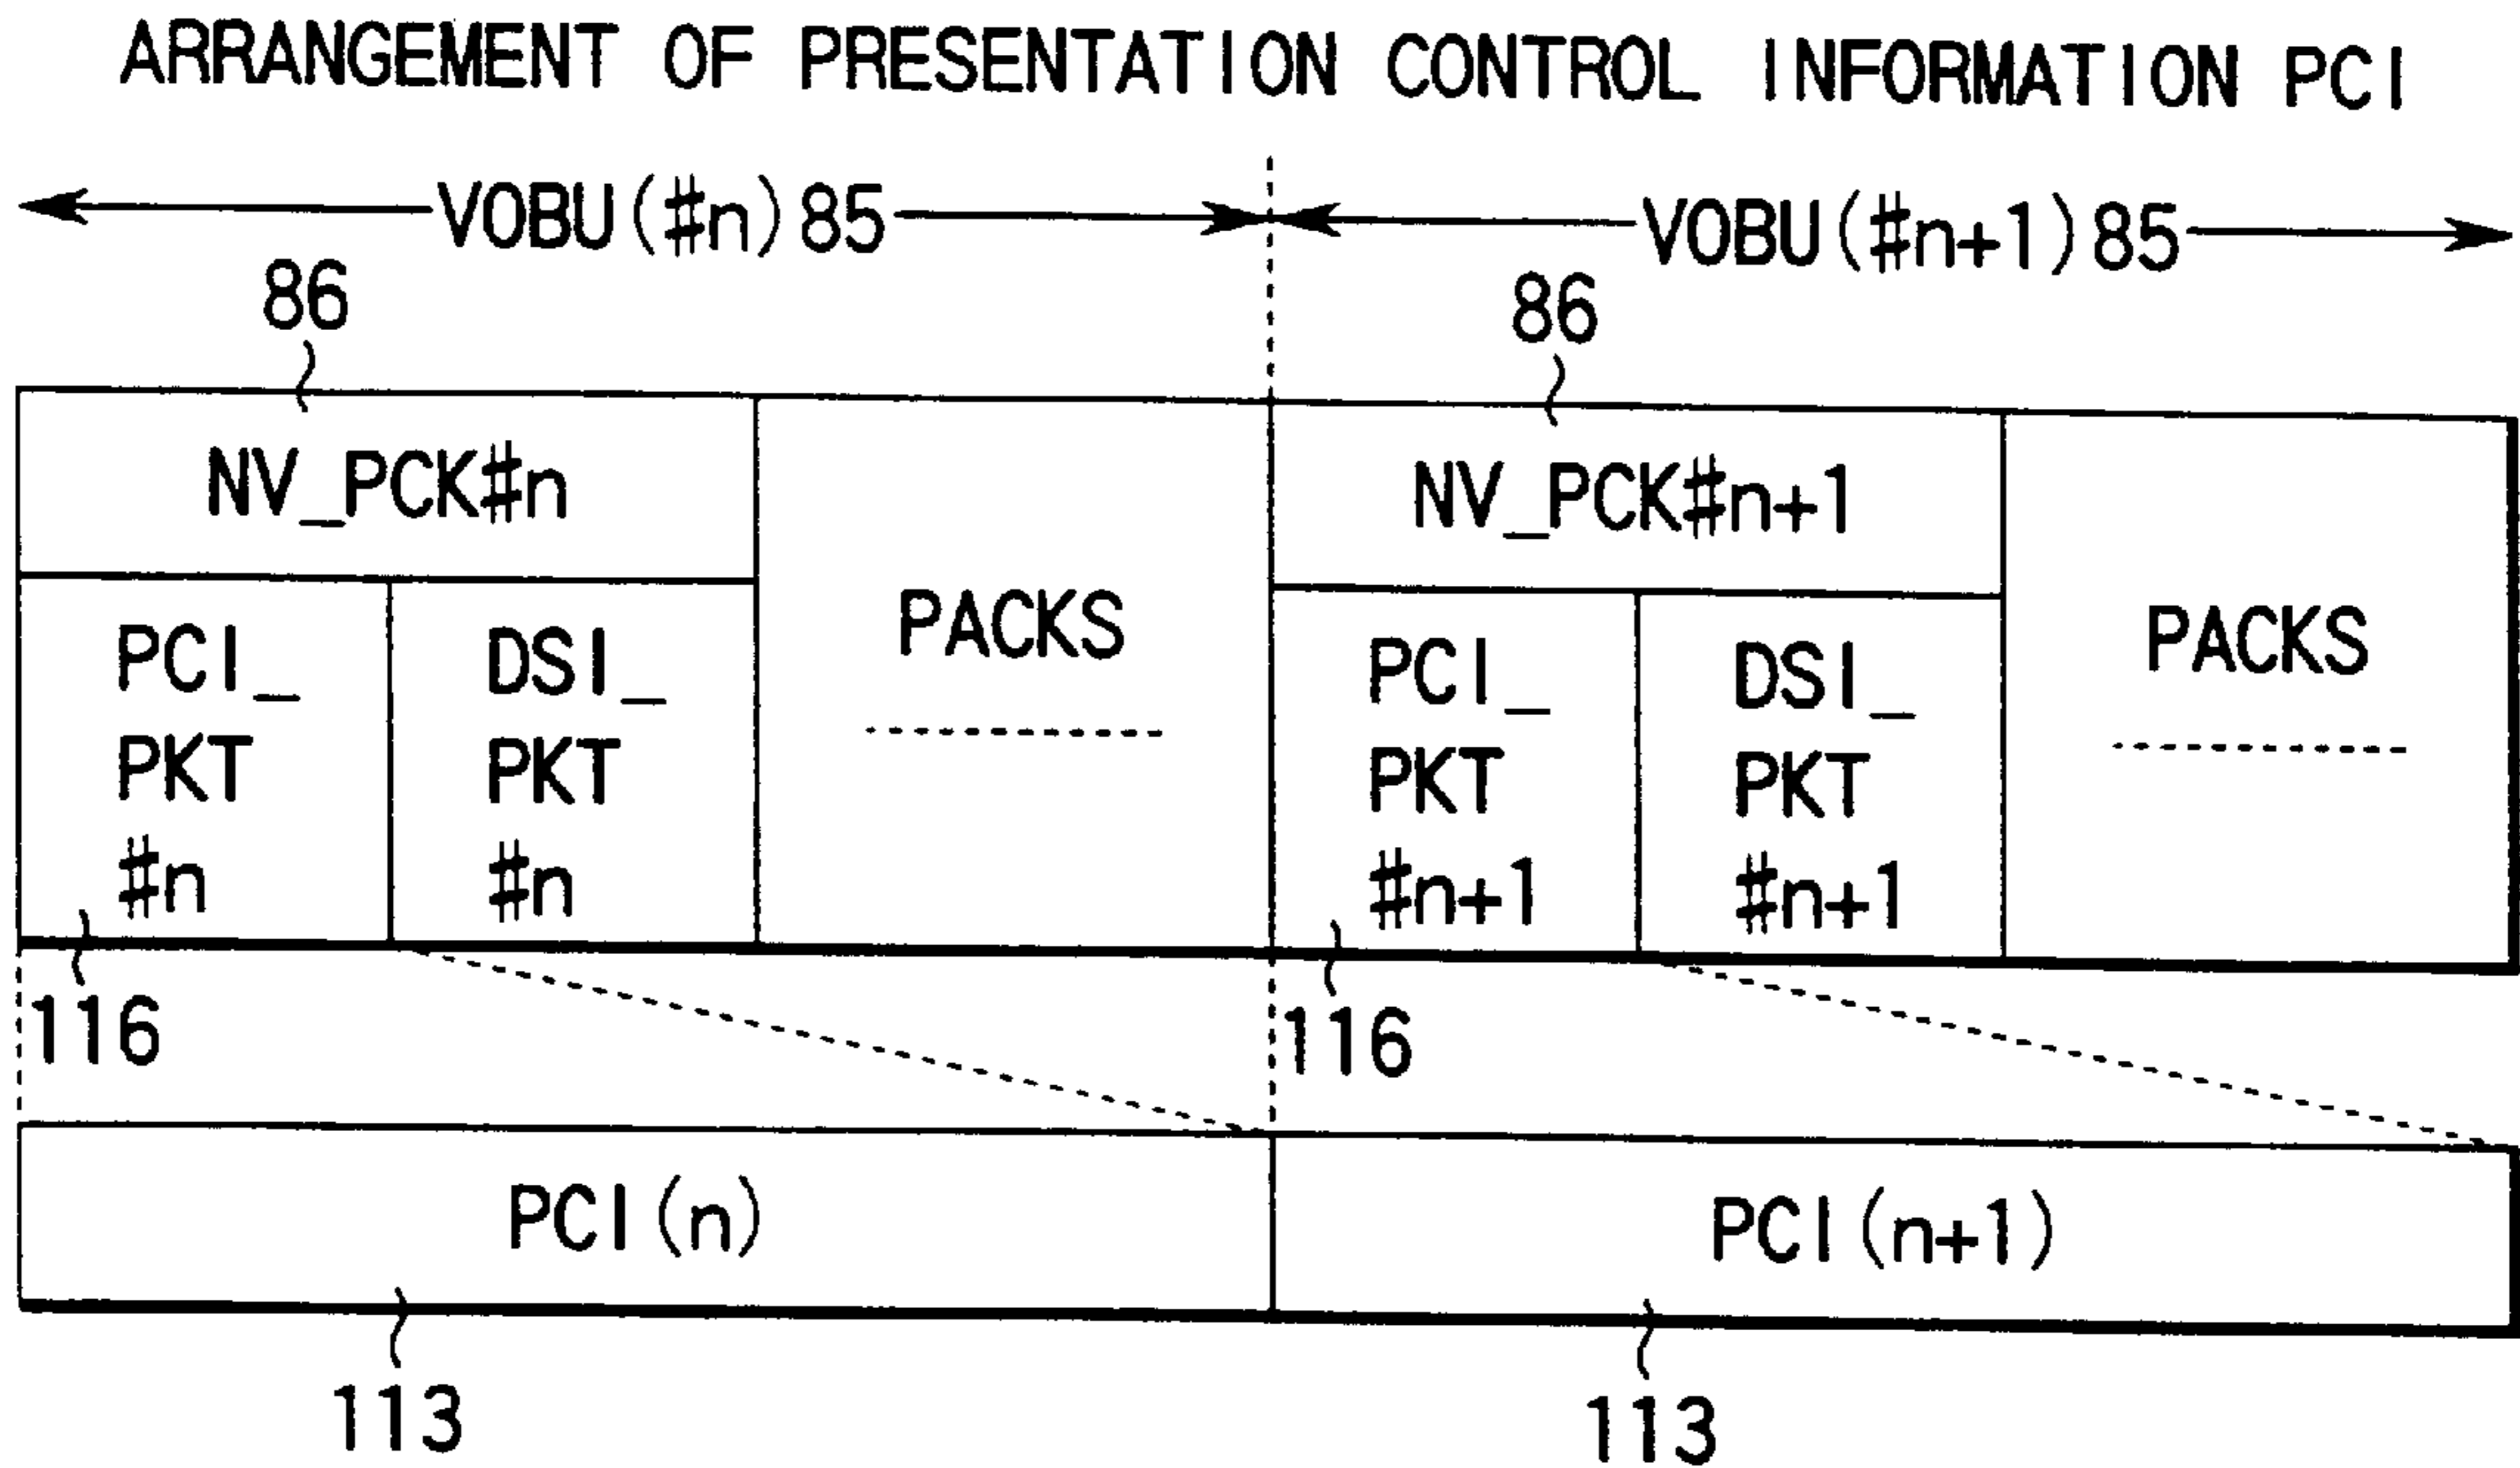 ARRANGEMENT OF PRESENTATION CONTROL INFORMATION PCI
VOBU(#n)85
VOBU(#n+1)85
86
86
NV_PCK#n
NV_PCK#n+1
PCI_
PKT
#n
DSI_
PKT
#n
PACKS
PCI_
PKT
#n+1
DSI_
PKT
#n+1
PACKS
116
116
PCI(n)
PCI(n+1)
113
113